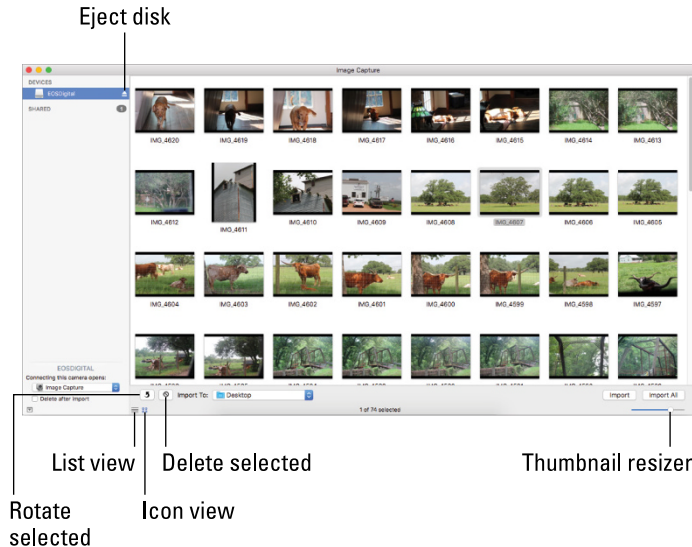 Eject disk
Image Capture
DEVICES
EOSDigital
SHARED
1
IMG_4620 IMG_4619 IMG_4618 IMG_4617 IMG_4616 IMG_4615 IMG_4614 IMG_4613
IMG_4612 IMG_4611 IMG_4610 IMG_4609 IMG_4608 IMG_4607 IMG_4606 IMG_4605
IMG_4604 IMG_4603 IMG_4602 IMG_4601 IMG_4600 IMG_4599 IMG_4598 IMG_4597
EOSDIGITAL
Connecting this camera opens:
Image Capture
Delete after import
Import To: Desktop
Import Import All
1 of 74 selected
List view Delete selected Thumbnail resizer
Rotate selected
Icon view